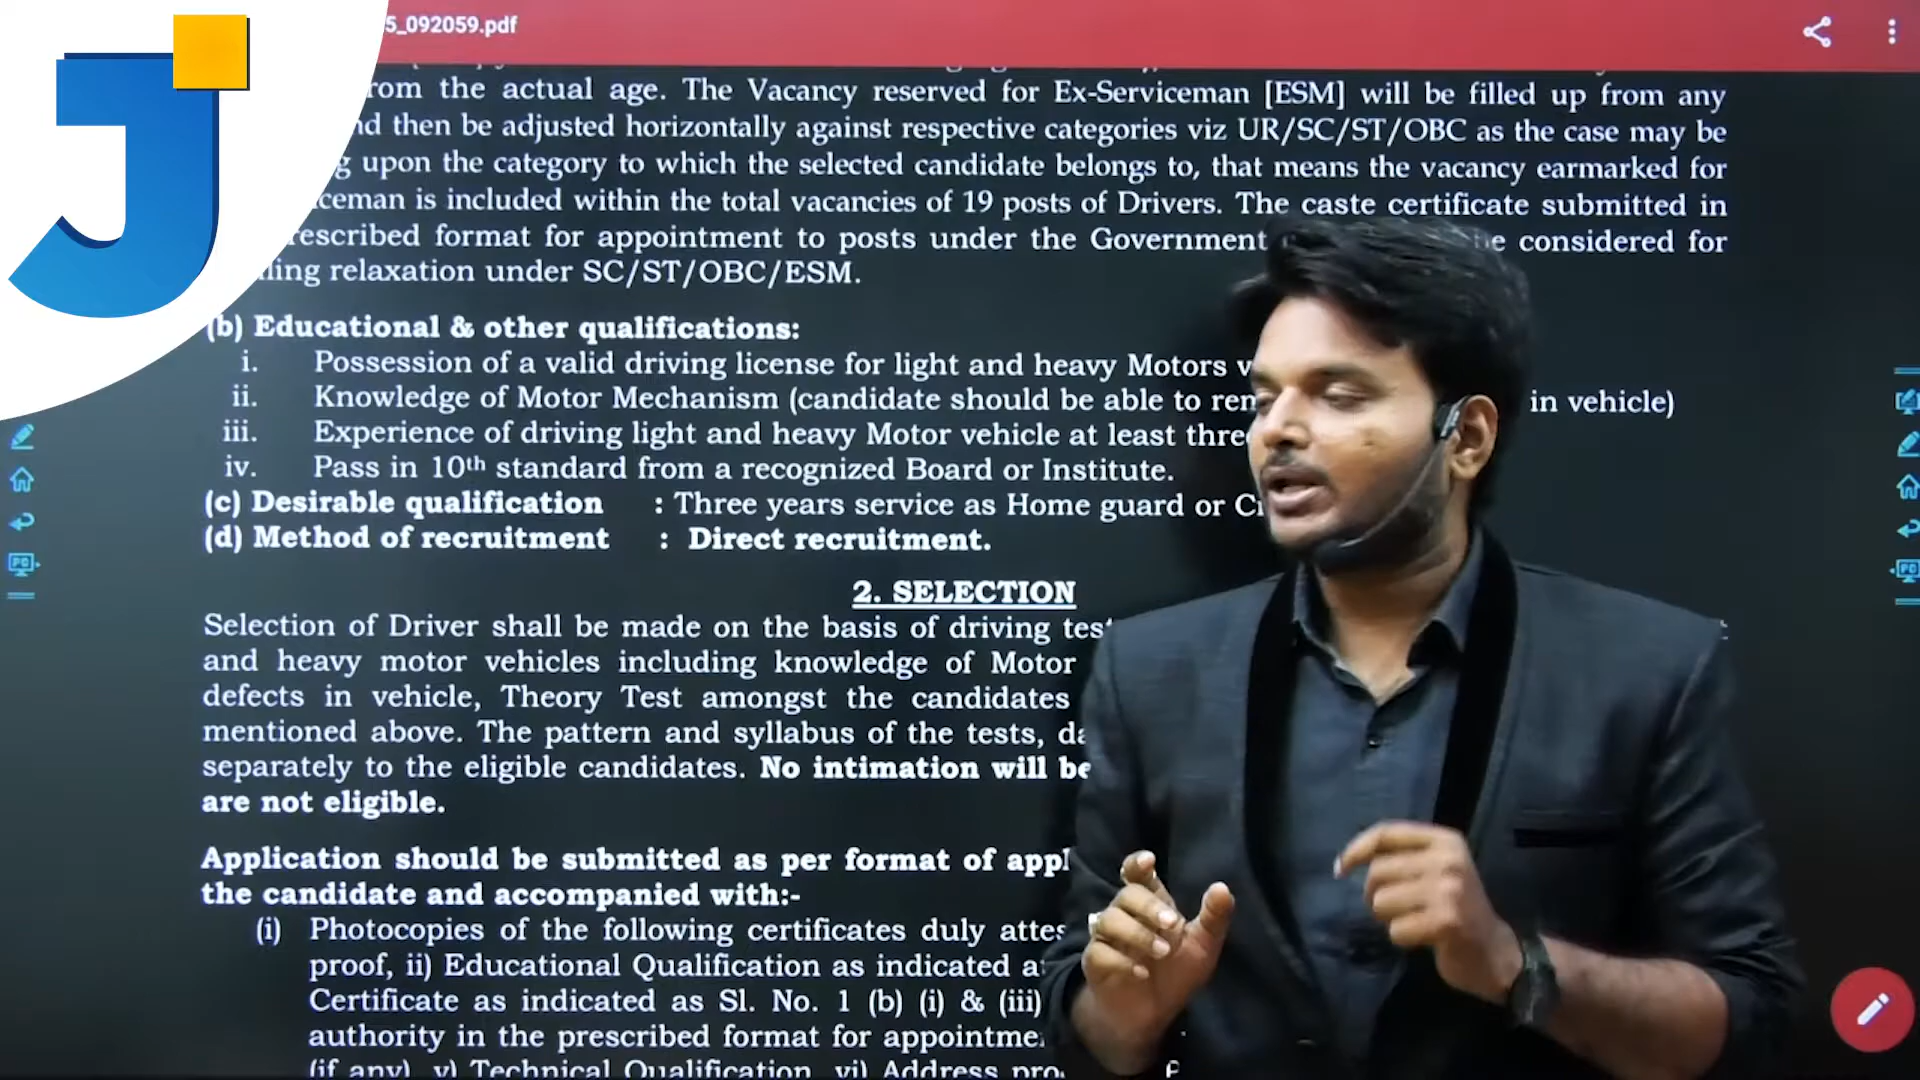 5_092059.pdf
from the actual age. The Vacancy reserved for Ex-Serviceman [ESM] will be filled up from any
then be adjusted horizontally against respective categories viz UR/SC/ST/OBC as the case may be
upon the category to which the selected candidate belongs to, that means the vacancy earmarked for
is included within the total vacancies of 19 posts of Drivers. The caste certificate submitted in
format for appointment to posts under the Government considered for
relaxation under SC/ST/OBC/ESM.
(b) Educational & other qualifications:
i. Possession of a valid driving license for light and heavy Motors
ii. Knowledge of Motor Mechanism (candidate should be able to in vehicle)
iii. Experience of driving light and heavy Motor vehicle at least
iv. Pass in 10th standard from a recognized Board or Institute.
(c) Desirable qualification : Three years service as Home guard or
(d) Method of recruitment : Direct recruitment.
2. SELECTION
Selection of Driver shall be made on the basis of driving
and heavy motor vehicles including knowledge of Motor
defects in vehicle, Theory Test amongst the candidates
mentioned above. The pattern and syllabus of the tests,
separately to the eligible candidates. No intimation will be
are not eligible.
Application should be submitted as per format of
the candidate and accompanied with:-
(i) Photocopies of the following certificates duly
proof, ii) Educational Qualification as indicated
Certificate as indicated as Sl. No. 1 (b) (i) & (iii)
authority in the prescribed format for
(if any) v) Technical Qualification vi) Address